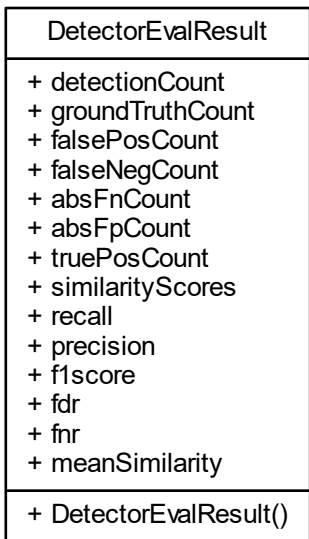 DetectorEvalResult
+ detectionCount
+ groundTruthCount
+ falsePosCount
+ falseNegCount
+ absFnCount
+ absFpCount
+ truePosCount
+ similarityScores
+ recall
+ precision
+ f1score
+ fdr
+ fnr
+ meanSimilarity
+ DetectorEvalResult()